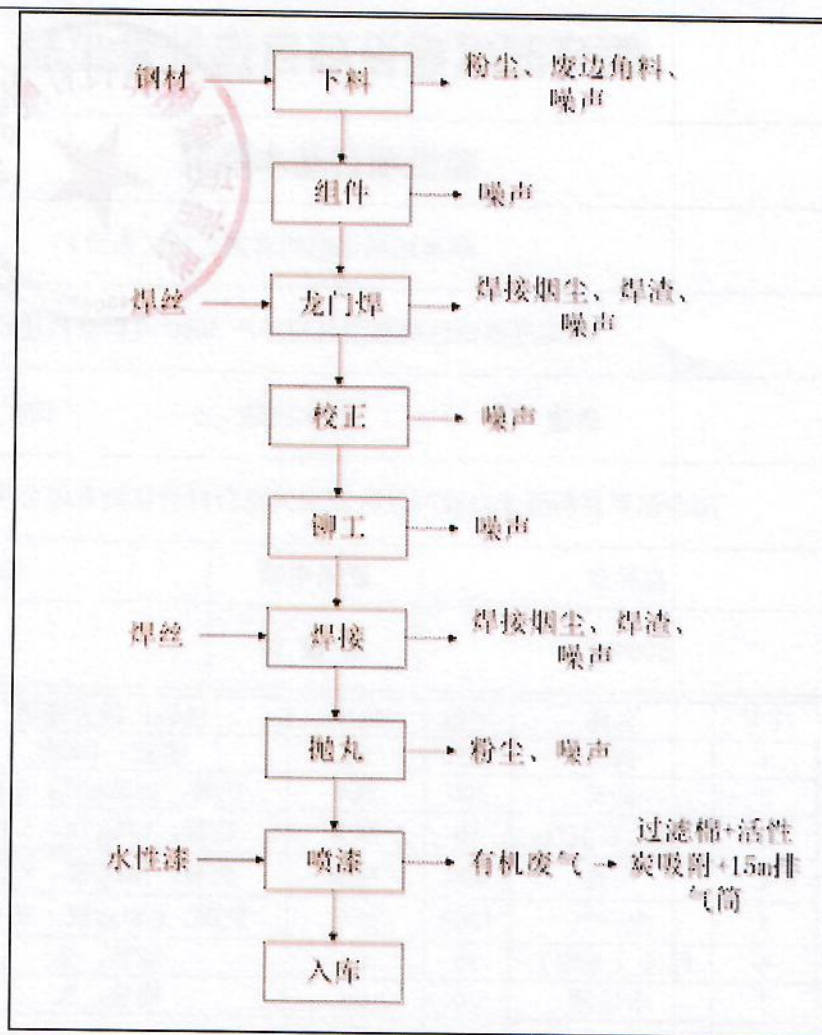 钢材
下料
粉尘、废边角料、
噪声
组件
噪声
焊丝
龙门焊
焊接烟尘、焊渣、
噪声
校正
噪声
铆工
噪声
焊丝
焊接
焊接烟尘、焊渣、
噪声
抛丸
粉尘、噪声
水性漆
喷漆
有机废气
过滤棉+活性
炭吸附+15m排
气筒
入库